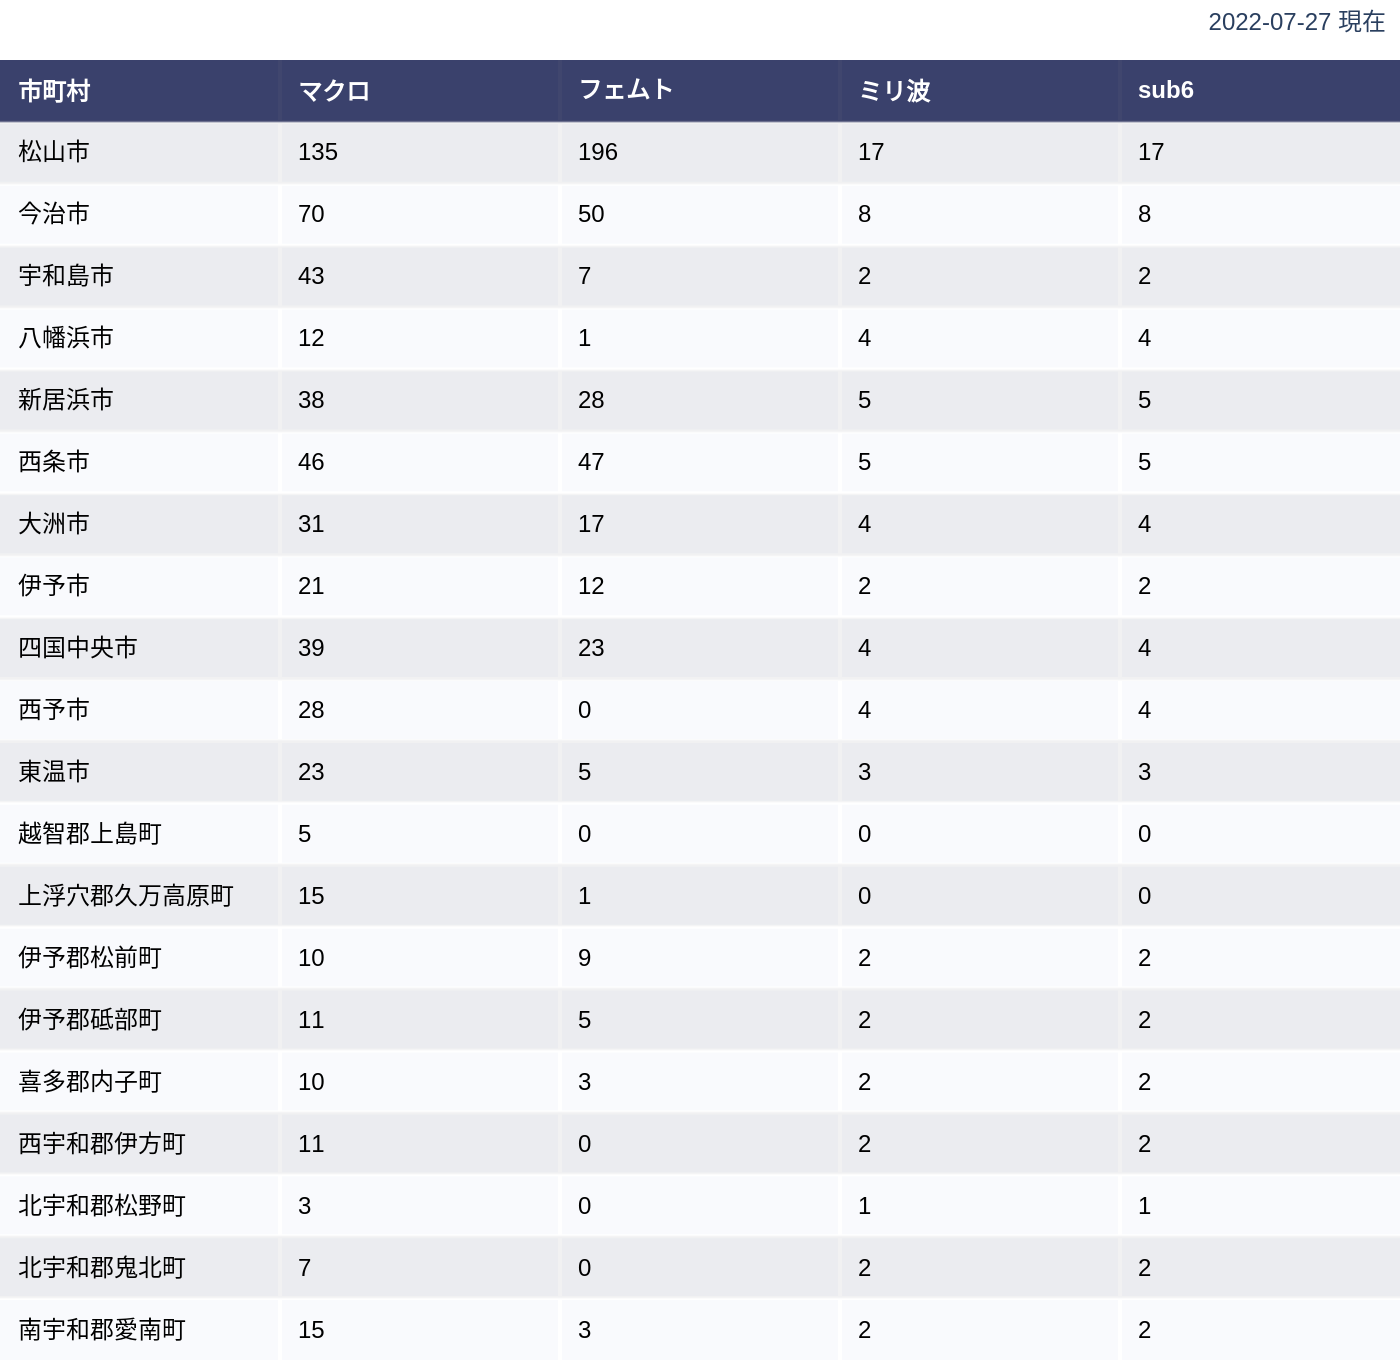 2022-07-27 現在
市町村 マクロ フェムト ミリ波 sub6
松山市 135 196 17 17
今治市 70 50 8 8
宇和島市 43 7 2 2
八幡浜市 12 1 4 4
新居浜市 38 28 5 5
西条市 46 47 5 5
大洲市 31 17 4 4
伊予市 21 12 2 2
四国中央市 39 23 4 4
西予市 28 0 4 4
東温市 23 5 3 3
越智郡上島町 5 0 0 0
上浮穴郡久万高原町 15 1 0 0
伊予郡松前町 10 9 2 2
伊予郡砥部町 11 5 2 2
喜多郡内子町 10 3 2 2
西宇和郡伊方町 11 0 2 2
北宇和郡松野町 3 0 1 1
北宇和郡鬼北町 7 0 2 2
南宇和郡愛南町 15 3 2 2